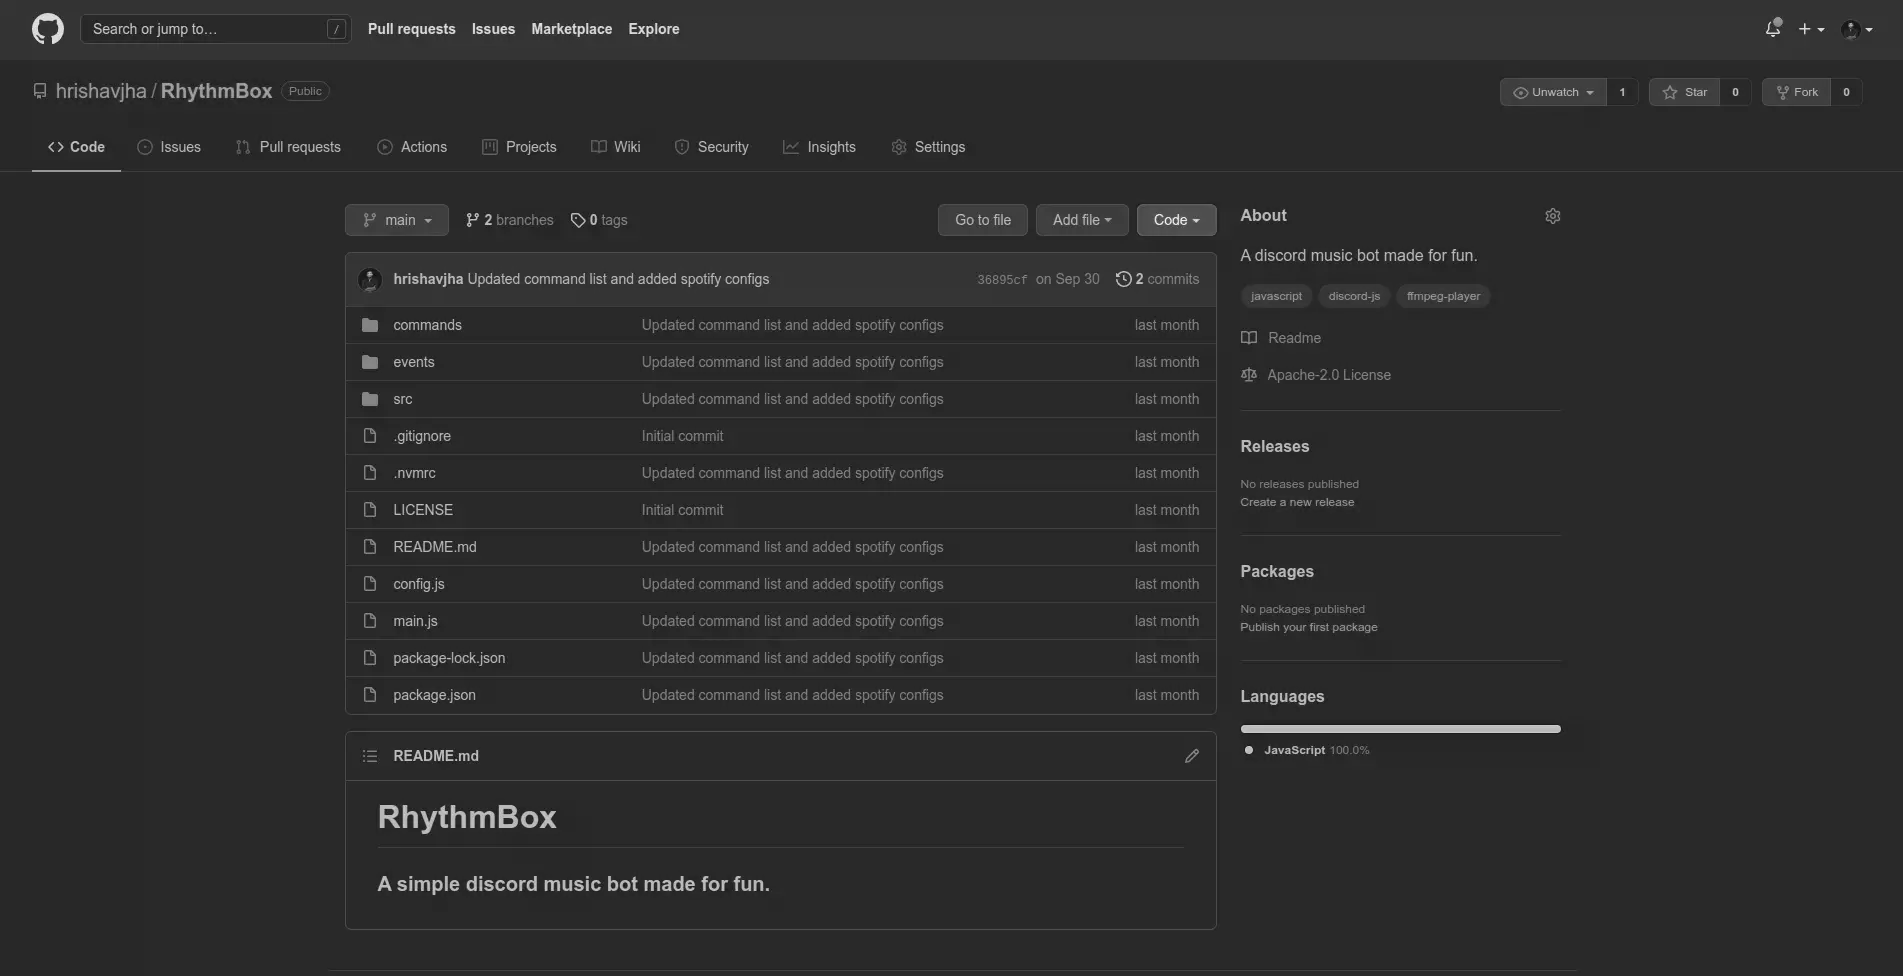 Search or jump to… /
Pull requests Issues Marketplace Explore
hrishavjha / RhythmBox Public
Unwatch 1 Star 0 Fork 0
Code Issues Pull requests Actions Projects Wiki Security Insights Settings
main 2 branches 0 tags
Go to file Add file Code
hrishavjha Updated command list and added spotify configs 36895cf on Sep 30 2 commits
commands Updated command list and added spotify configs last month
events Updated command list and added spotify configs last month
src Updated command list and added spotify configs last month
.gitignore Initial commit last month
.nvmrc Updated command list and added spotify configs last month
LICENSE Initial commit last month
README.md Updated command list and added spotify configs last month
config.js Updated command list and added spotify configs last month
main.js Updated command list and added spotify configs last month
package-lock.json Updated command list and added spotify configs last month
package.json Updated command list and added spotify configs last month
README.md
RhythmBox
A simple discord music bot made for fun.
About
A discord music bot made for fun.
javascript discord-js ffmpeg-player
Readme
Apache-2.0 License
Releases
No releases published
Create a new release
Packages
No packages published
Publish your first package
Languages
JavaScript 100.0%